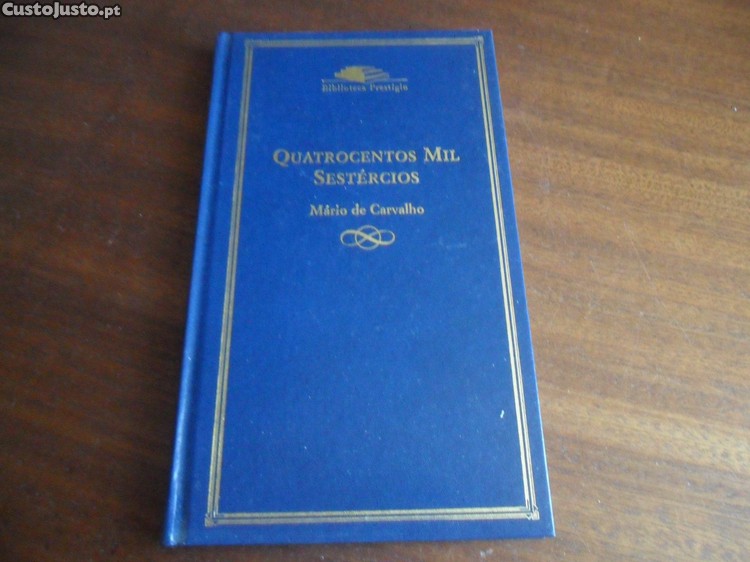 CustoJusto.pt
Biblioteca Prestígio
QUATROCENTOS MIL
SESTÉRCIOS
Mário de Carvalho